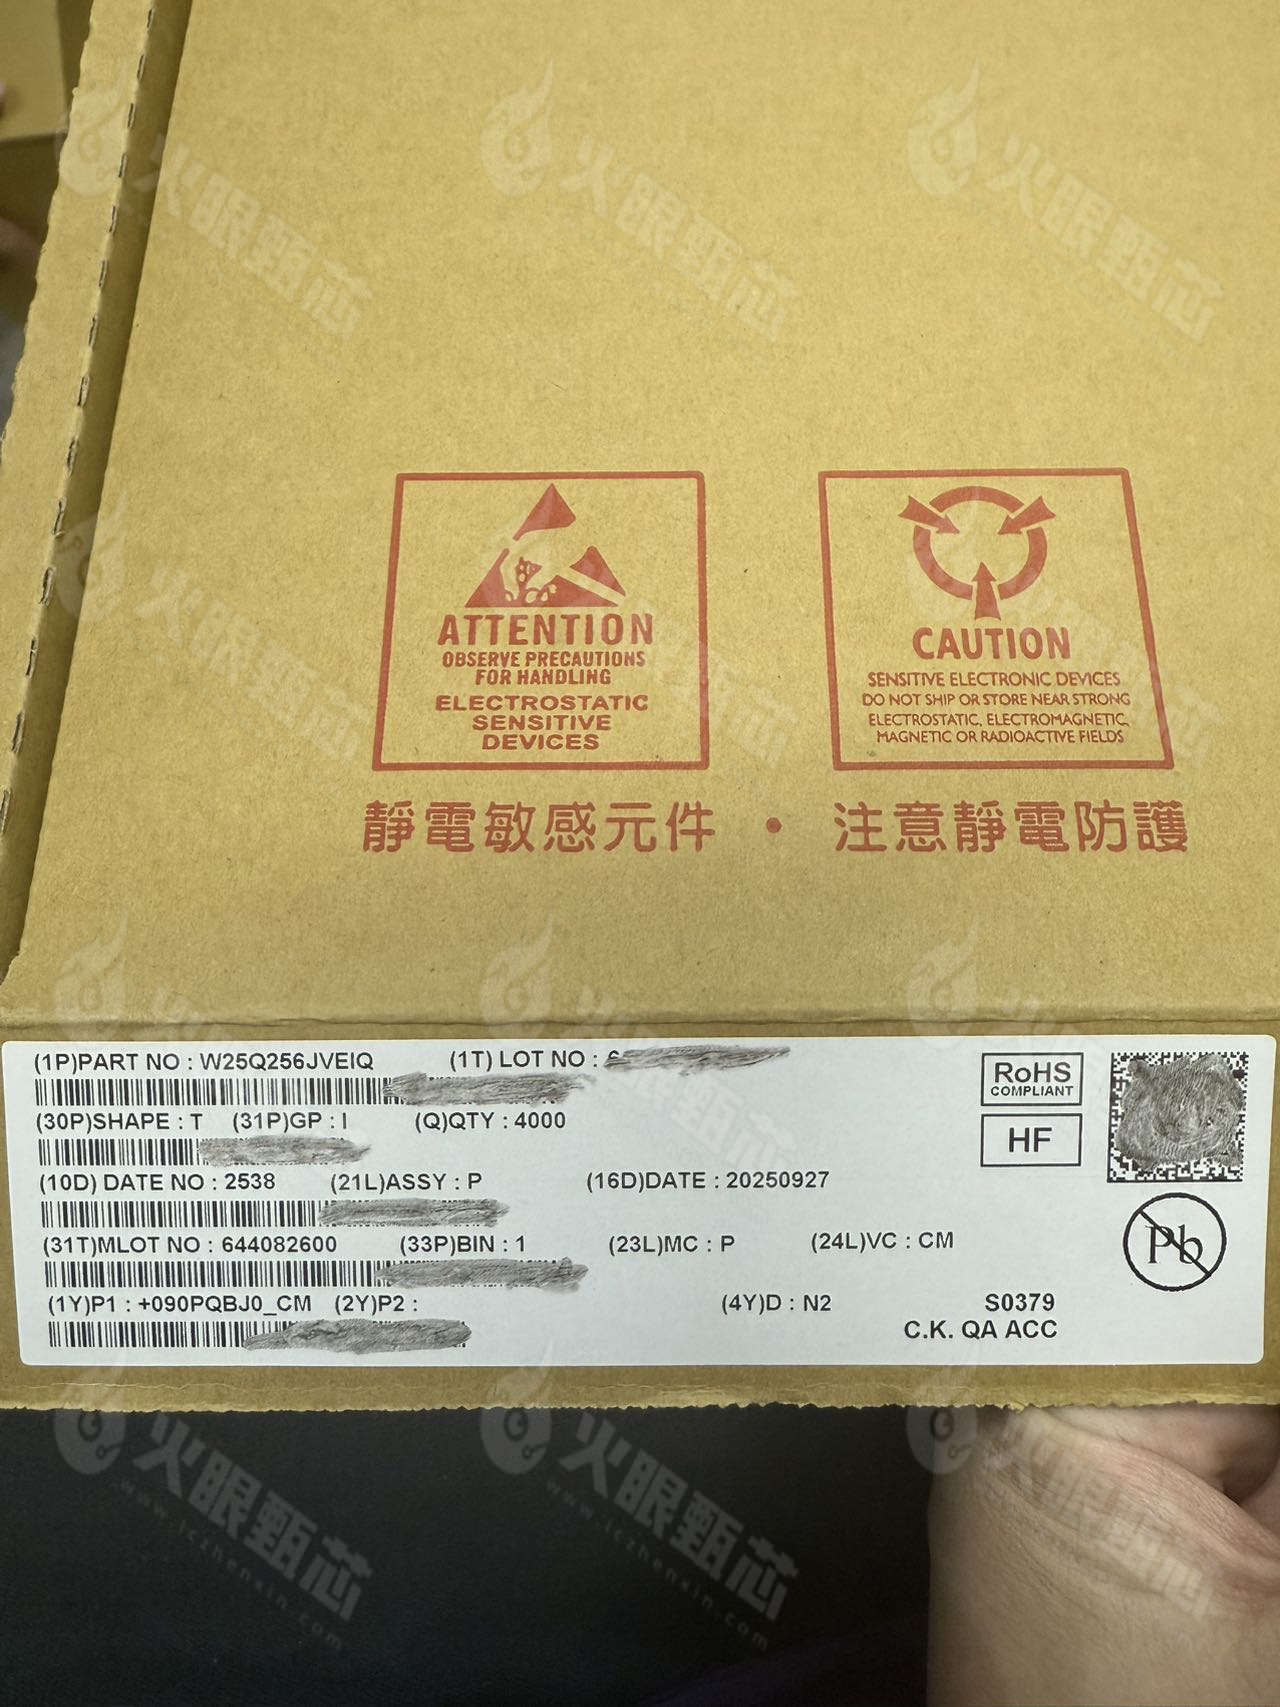 ATTENTION
OBSERVE PRECAUTIONS
FOR HANDLING
ELECTROSTATIC
SENSITIVE
DEVICES
CAUTION
SENSITIVE ELECTRONIC DEVICES
DO NOT SHIP OR STORE NEAR STRONG
ELECTROSTATIC, ELECTROMAGNETIC,
MAGNETIC OR RADIOACTIVE FIELDS
靜電敏感元件・注意靜電防護
(1P)PART NO : W25Q256JVEIQ (1T) LOT NO : 6
(30P)SHAPE : T (31P)GP : I (Q)QTY : 4000
(10D) DATE NO : 2538 (21L)ASSY : P (16D)DATE : 20250927
(31T)MLOT NO : 644082600 (33P)BIN : 1 (23L)MC : P (24L)VC : CM
(1Y)P1 : +090PQBJ0_CM (2Y)P2 : (4Y)D : N2 S0379
C.K. QA ACC
RoHS
COMPLIANT
HF
Pb
火眼甄芯
www.iczhenxin.com